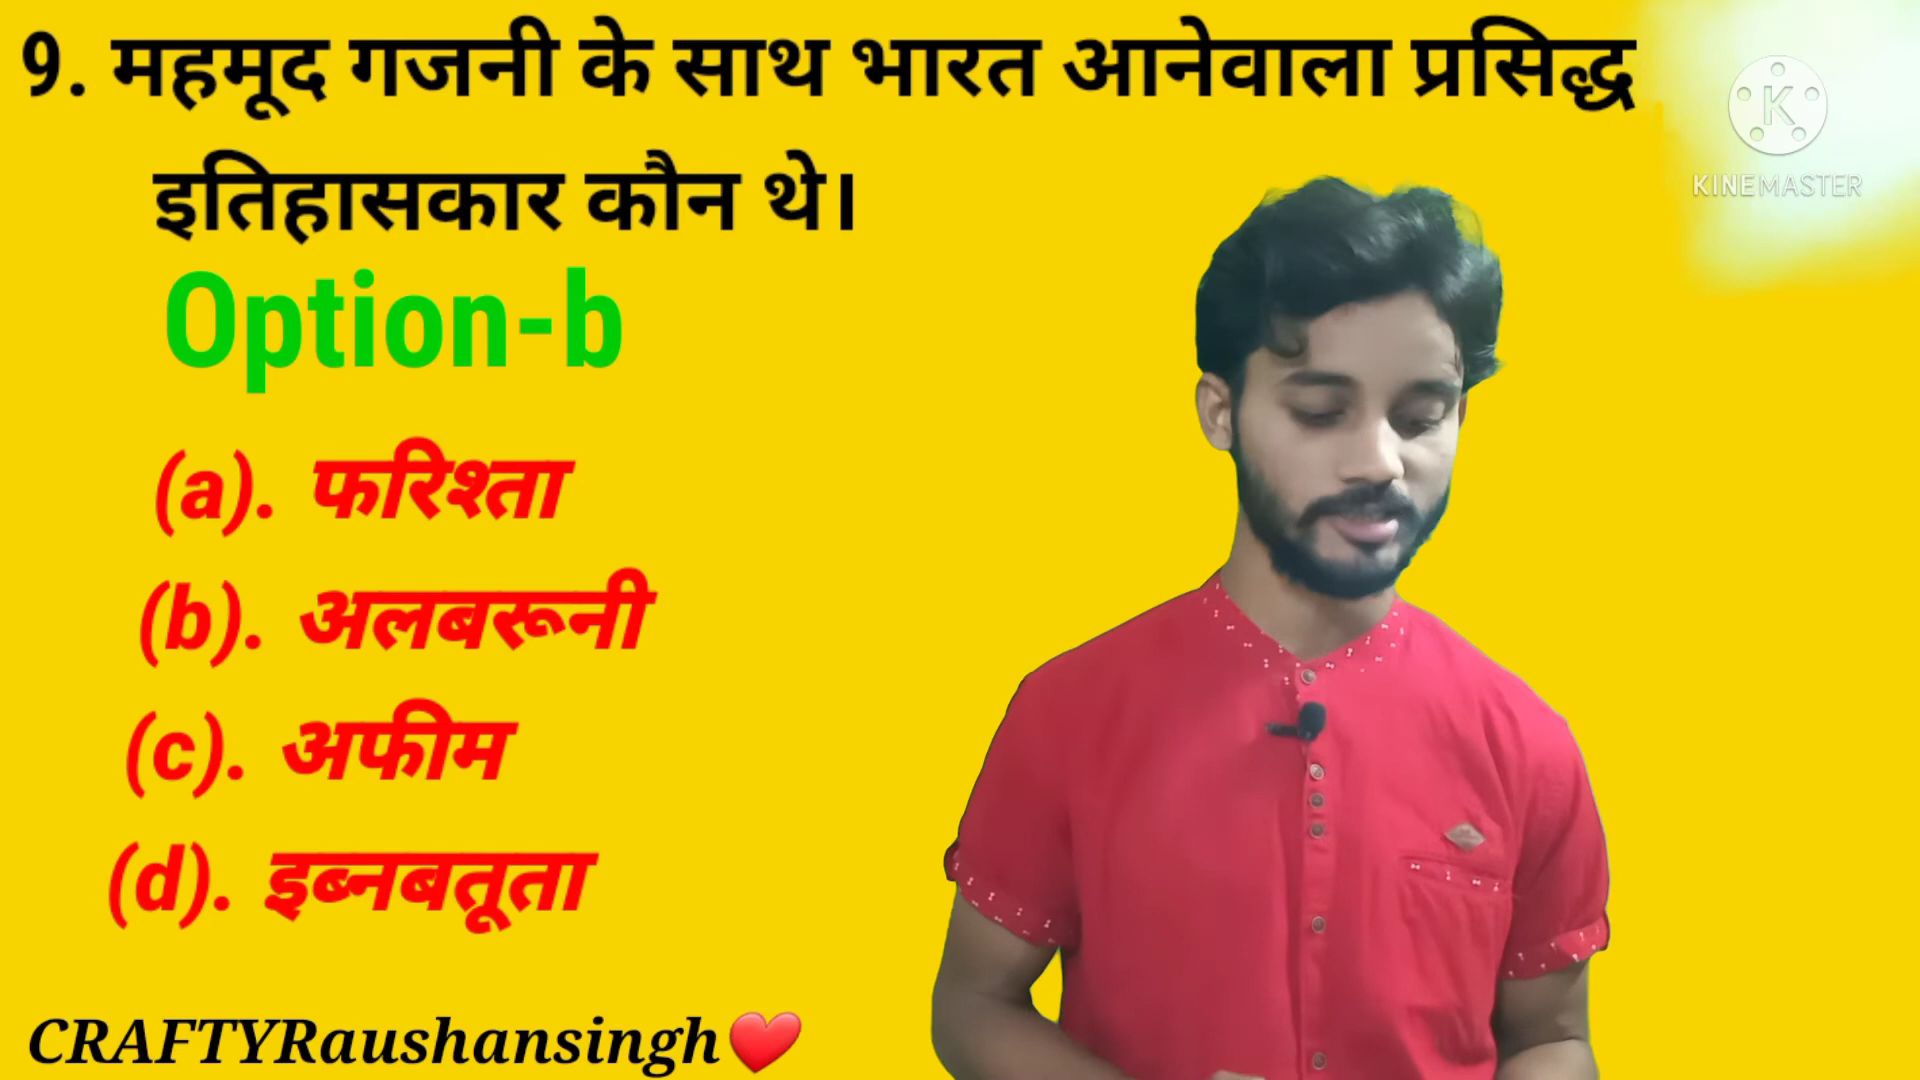 9. महमूद गजनी के साथ भारत आनेवाला प्रसिद्ध
इतिहासकार कौन थे।
Option-b
(a). फरिश्ता
(b). अलबरूनी
(c). अफीम
(d). इब्नबतूता
CRAFTYRaushansingh❤️
K
KINEMASTER